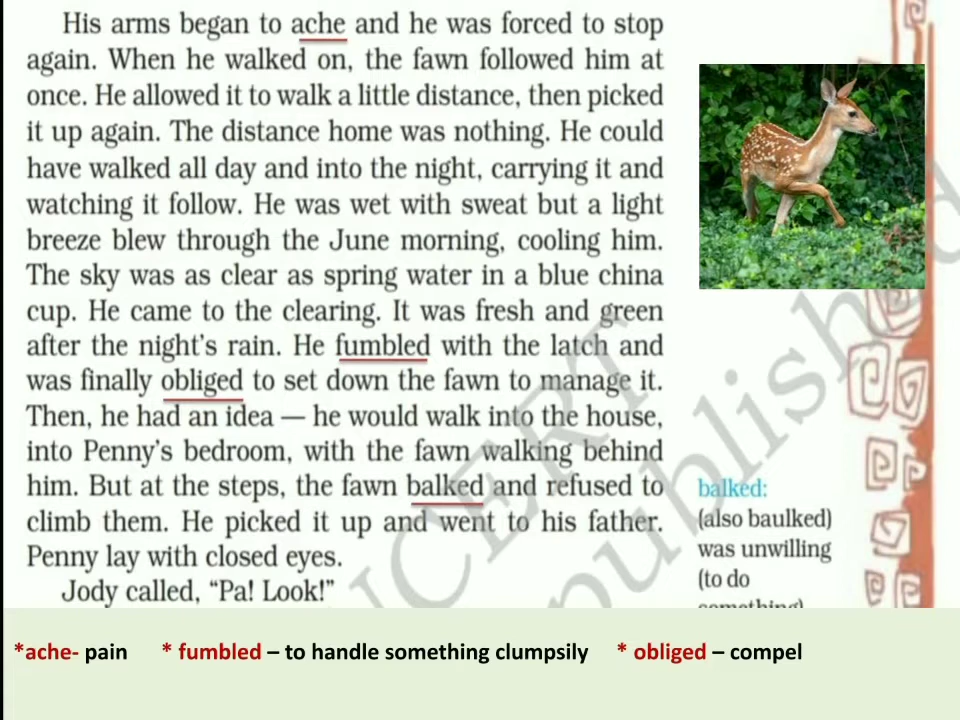 His arms began to ache and he was forced to stop
again. When he walked on, the fawn followed him at
once. He allowed it to walk a little distance, then picked
it up again. The distance home was nothing. He could
have walked all day and into the night, carrying it and
watching it follow. He was wet with sweat but a light
breeze blew through the June morning, cooling him.
The sky was as clear as spring water in a blue china
cup. He came to the clearing. It was fresh and green
after the night's rain. He fumbled with the latch and
was finally obliged to set down the fawn to manage it.
Then, he had an idea — he would walk into the house,
into Penny's bedroom, with the fawn walking behind
him. But at the steps, the fawn balked and refused to
climb them. He picked it up and went to his father.
Penny lay with closed eyes.
Jody called, “Pa! Look!”
balked:
(also baulked)
was unwilling
(to do
something)
NCERT
published
*ache- pain * fumbled – to handle something clumpsily * obliged – compel